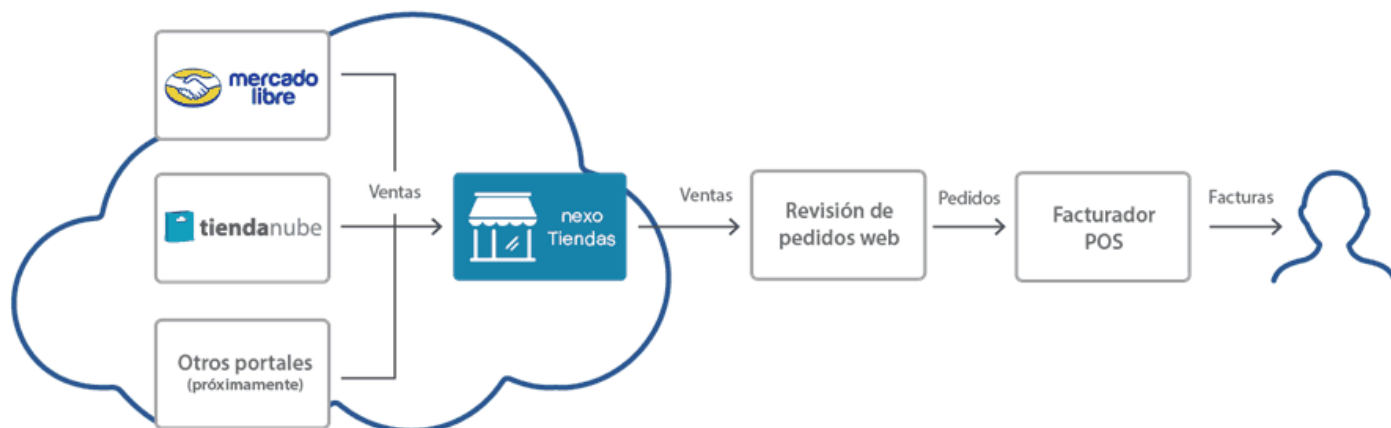 mercado
libre
tiendanube
Otros portales
(próximamente)
Ventas
nexo
Tiendas
Ventas
Revisión de
pedidos web
Pedidos
Facturador
POS
Facturas